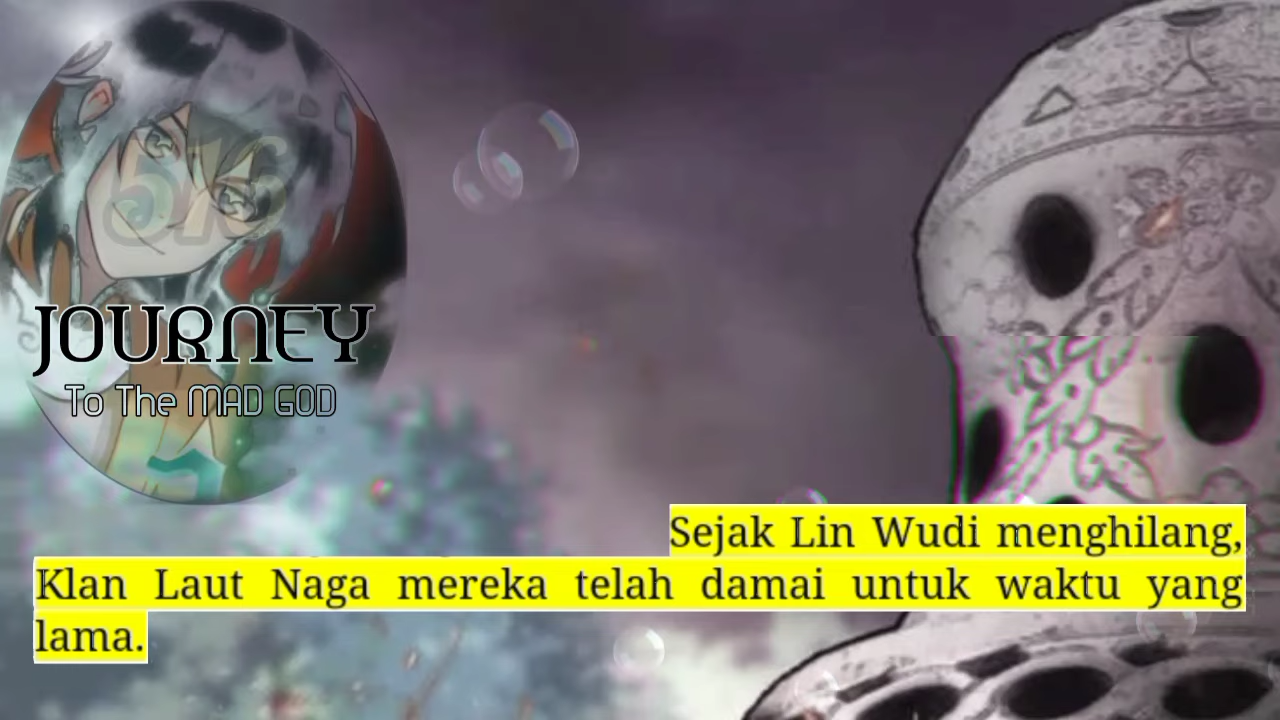 JOURNEY
To The MAD GOD
Sejak Lin Wudi menghilang,
Klan Laut Naga mereka telah damai untuk waktu yang
lama.